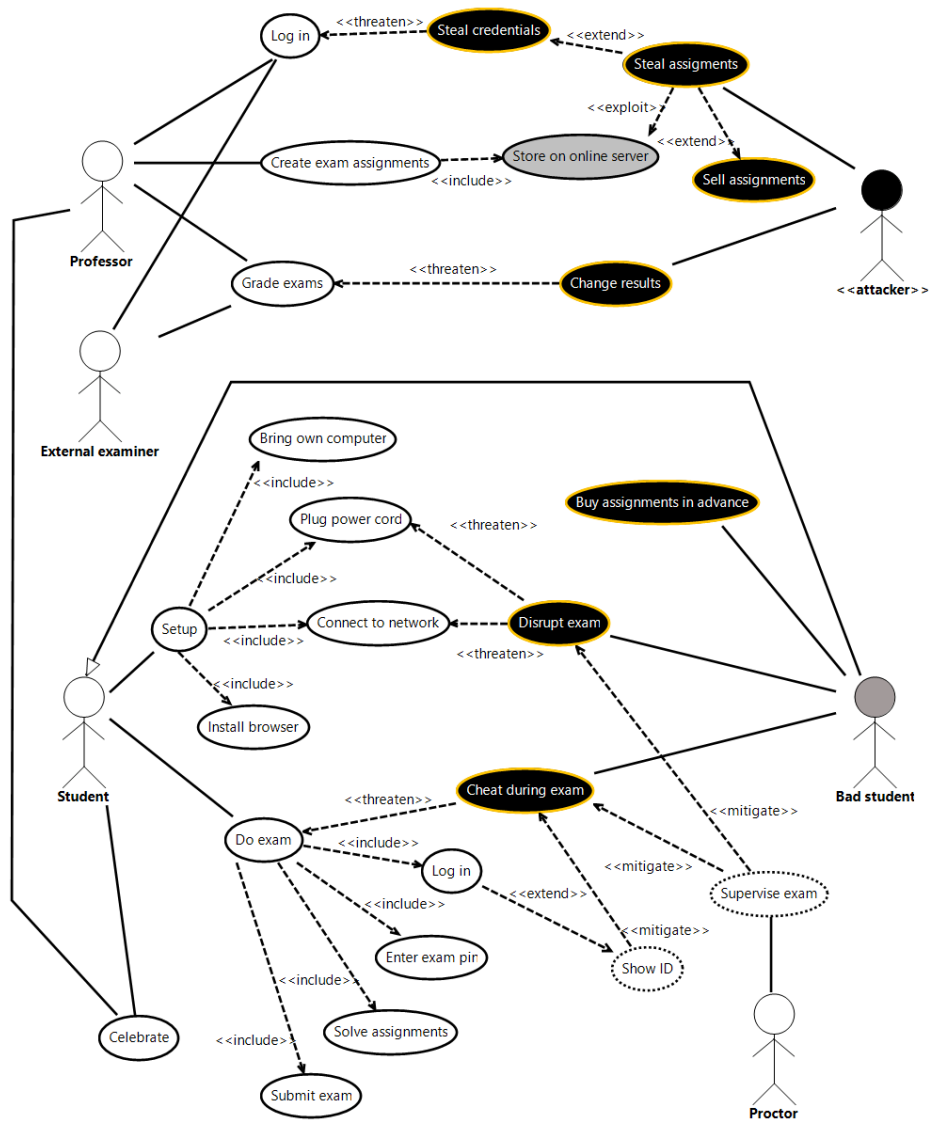 <<threaten>>
Steal credentials
Log in
<<extend>>
Steal assigments
<<exploit>
<<extend>
Create exam assignments
Store on online server
<<include>>
Sell assignments
Professor
<<threaten>>
Grade exams
Change results
<<attacker>>
External examiner
Bring own computer
<<include>>
Buy assignments in advance
Plug power cord
<<threaten>>
<<include>>
Setup
Connect to network
Disrupt exam
<<include>>
<<threaten>>
<<include>>
Install browser
Student
Cheat during exam
Bad student
<<threaten>>
<<mitigate>>
Do exam
<<include>>
Log in
<<mitigate>>
<<extend>>
Supervise exam
<<include>>
<<mitigate>>
Enter exam pin
Show ID
<<include>
Celebrate
Solve assignments
<<include>>
Submit exam
Proctor